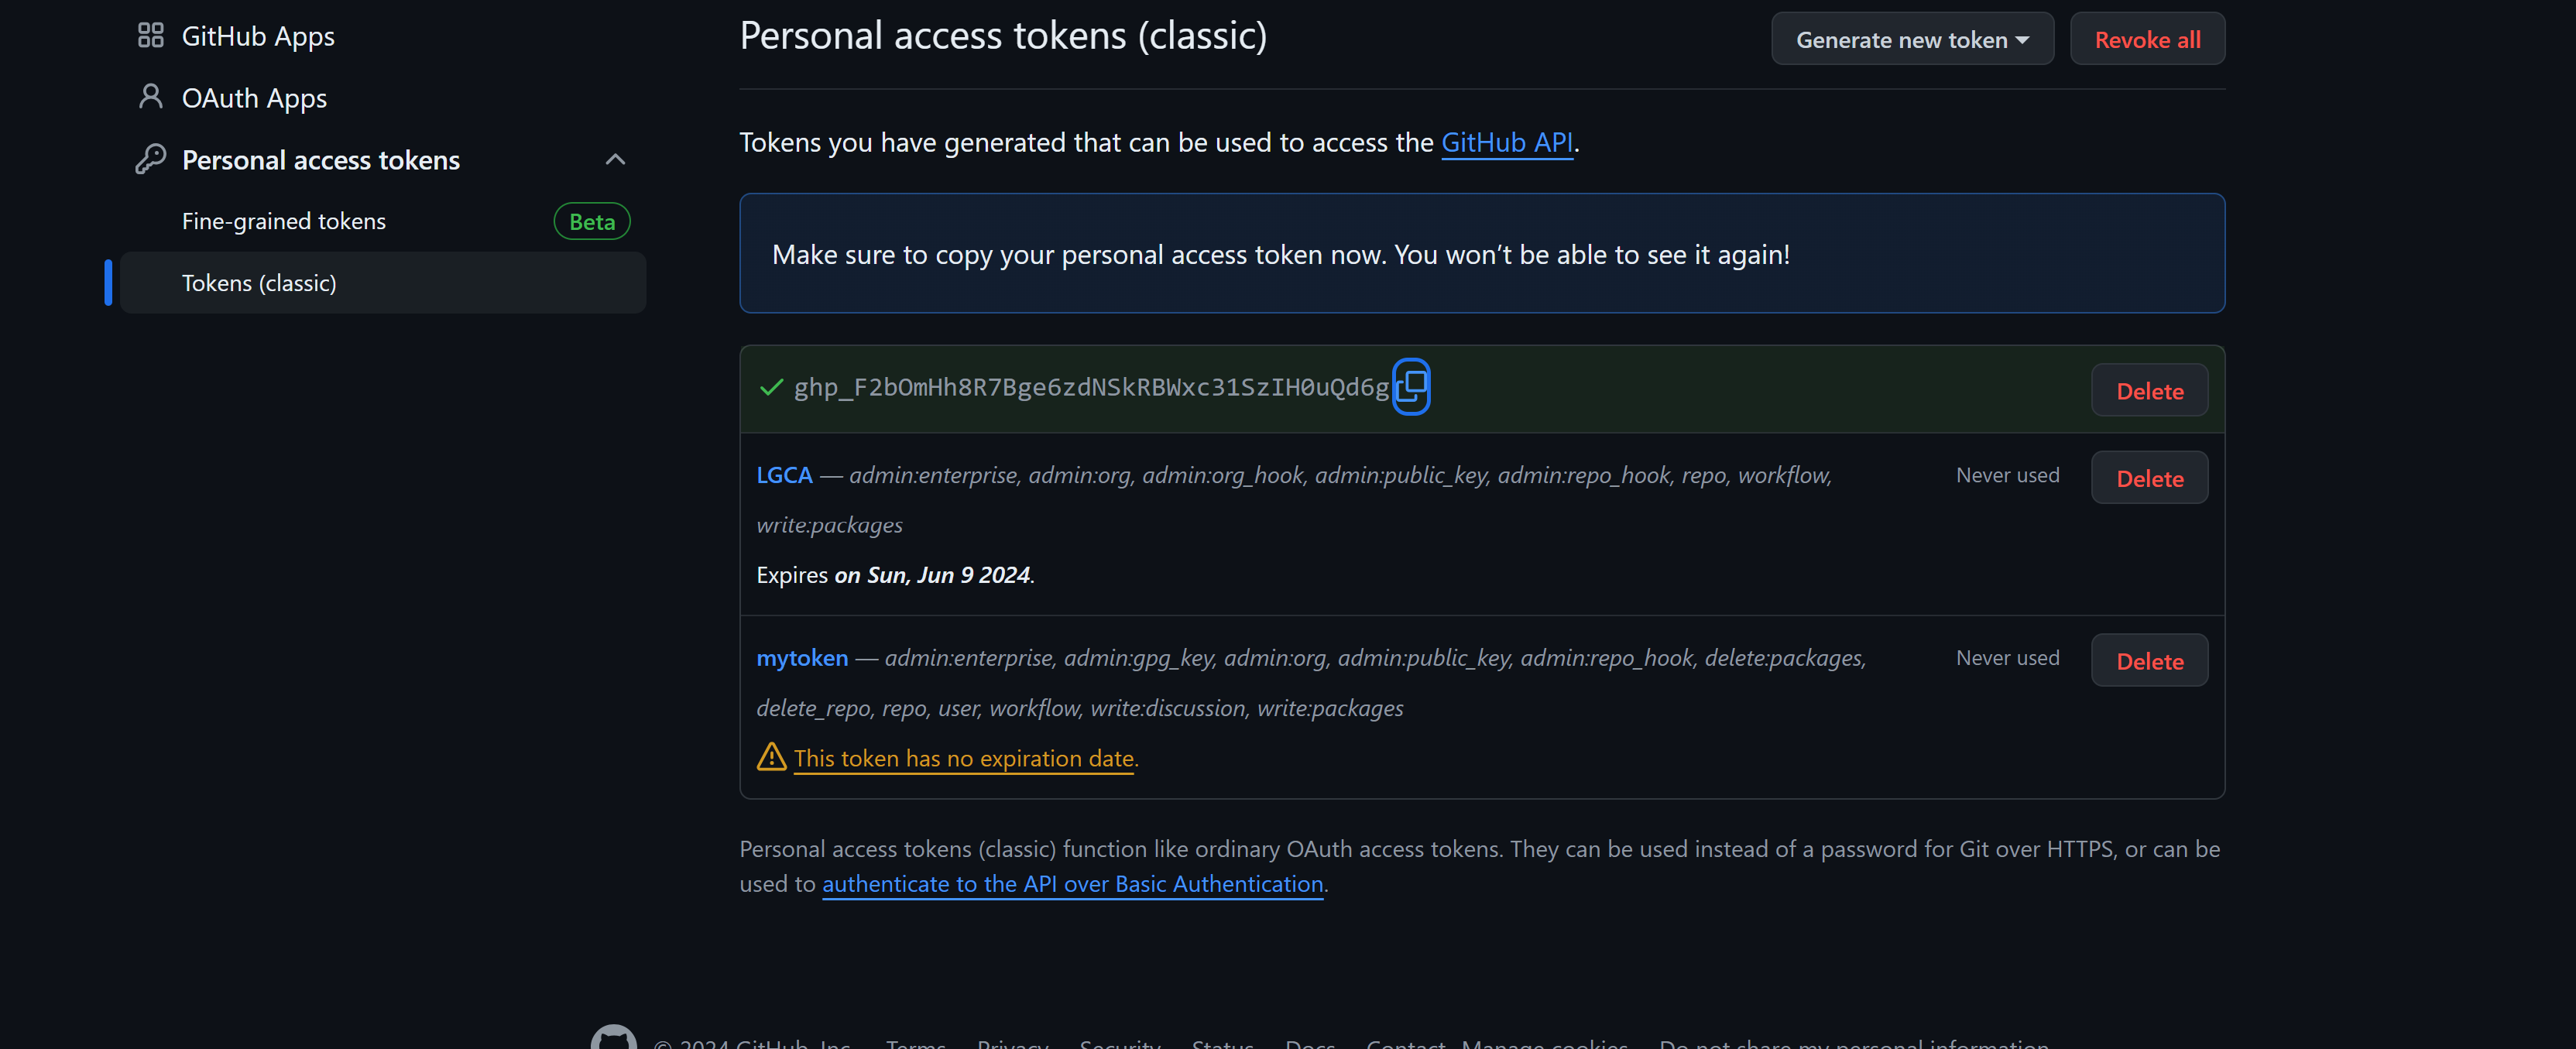 GitHub Apps
OAuth Apps
Personal access tokens
Fine-grained tokens
Beta
Tokens (classic)
Personal access tokens (classic)
Generate new token
Revoke all
Tokens you have generated that can be used to access the GitHub API.
Make sure to copy your personal access token now. You won’t be able to see it again!
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
Delete
LGCA — admin:enterprise, admin:org, admin:org_hook, admin:public_key, admin:repo_hook, repo, workflow,
write:packages
Never used
Delete
Expires on Sun, Jun 9 2024.
mytoken — admin:enterprise, admin:gpg_key, admin:org, admin:public_key, admin:repo_hook, delete:packages,
delete_repo, repo, user, workflow, write:discussion, write:packages
Never used
Delete
This token has no expiration date.
Personal access tokens (classic) function like ordinary OAuth access tokens. They can be used instead of a password for Git over HTTPS, or can be
used to authenticate to the API over Basic Authentication.
© 2024 GitHub, Inc. Terms Privacy Security Status Docs Contact Manage cookies Do not share my personal information